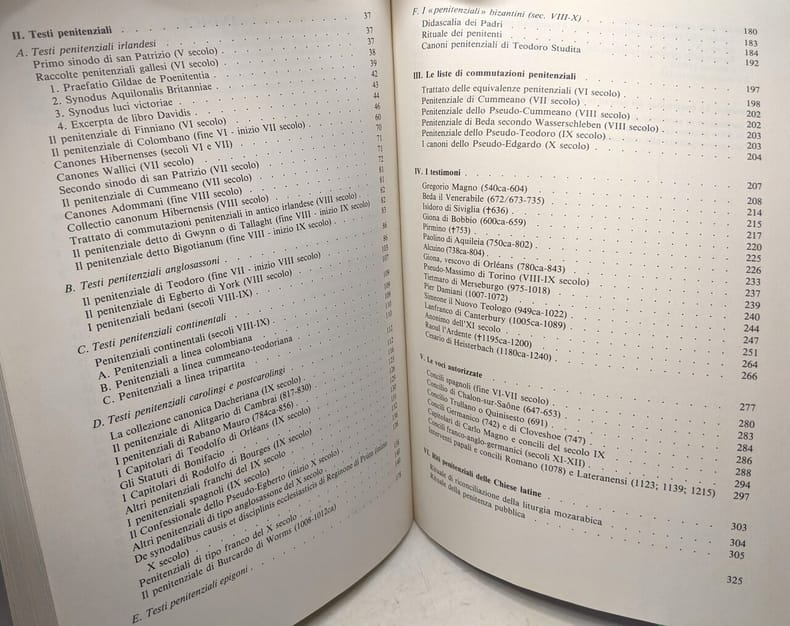 II. Testi penitenziali 37
A. Testi penitenziali irlandesi 37
Primo sinodo di san Patrizio (V secolo) 37
Raccolte penitenziali gallesi (VI secolo) 38
1. Praefatio Gildae de Poenitentia 39
2. Synodus Aquilonalis Britanniae 42
3. Synodus luci victoriae 43
4. Excerpta de libro Davidis 44
Il penitenziale di Finniano (VI secolo) 46
Il penitenziale di Colombano (fine VI - inizio VII secolo) 60
Canones Hibernenses (secoli VI e VII) 70
Canones Wallici (VII secolo) 71
Secondo sinodo di san Patrizio (VII secolo) 71
Il penitenziale di Cummeano (VII secolo) 72
Canones Adommani (fine VIII secolo) 81
Collectio canonum Hibernensis (VIII secolo) 81
Trattato di commutazioni penitenziali in antico irlandese (VIII secolo) 82
Il penitenziale detto di Gwynn o di Tallaght (fine VIII - inizio IX secolo) 82
Il penitenziale detto Bigotianum (fine VIII - inizio IX secolo) 83
B. Testi penitenziali anglosassoni 86
Il penitenziale di Teodoro (fine VII - inizio VIII secolo) 86
Il penitenziale di Egberto di York (VIII secolo)
I penitenziali bedani (secoli VIII-IX)
C. Testi penitenziali continentali
Penitenziali continentali (secoli VIII-IX)
A. Penitenziali a linea colombiana
B. Penitenziali a linea cummeano-teodoriana
C. Penitenziali a linea tripartita
D. Testi penitenziali carolingi e postcarolingi
La collezione canonica Dacheriana (IX secolo)
Il penitenziale di Alitgario di Cambrai (817-830)
I penitenziali di Rabano Mauro (784ca-856)
I Capitolari di Teodolfo di Orléans (IX secolo)
Gli Statuti di Bonifacio
I Capitolari di Rodolfo di Bourges (IX secolo)
Altri penitenziali franchi del IX secolo
I penitenziali spagnoli (IX secolo)
Il Confessionale dello Pseudo-Egberto (inizio X secolo)
Altri penitenziali di tipo anglosassone del X secolo
De synodalibus causis et disciplinis ecclesiasticis di Reginone di Prüm (inizio
X secolo)
Penitenziali di tipo franco del X secolo
Il penitenziale di Burcardo di Worms (1008-1012ca)
E. Testi penitenziali epigoni
F. I «penitenziali» bizantini (sec. VIII-X) 180
Didascalia dei Padri 183
Rituale dei penitenti 184
Canoni penitenziali di Teodoro Studita 192
III. Le liste di commutazioni penitenziali 197
Trattato delle equivalenze penitenziali (VI secolo) 198
Penitenziale di Cummeano (VII secolo) 202
Penitenziale dello Pseudo-Cummeano (VIII secolo) 202
Penitenziale di Beda secondo Wasserschleben (VIII secolo) 203
Penitenziale dello Pseudo-Teodoro (IX secolo) 203
I canoni dello Pseudo-Edgardo (X secolo) 204
IV. I testimoni 207
Gregorio Magno (540ca-604) 208
Beda il Venerabile (672/673-735) 214
Isidoro di Siviglia (†636) 215
Giona di Bobbio (600ca-659) 217
Pirmino (†753) 220
Paolino di Aquileia (750ca-802) 225
Alcuino (738ca-804) 226
Giona, vescovo di Orléans (780ca-843) 233
Pseudo-Massimo di Torino (VIII-IX secolo) 237
Tietmaro di Merseburgo (975-1018) 239
Pier Damiani (1007-1072) 240
Simeone il Nuovo Teologo (949ca-1022) 244
Lanfranco di Canterbury (1005ca-1089) 247
Anonimo dell'XI secolo 251
Raoul l'Ardente (†1195ca-1200) 264
Cesario di Heisterbach (1180ca-1240) 266
V. Le voci autorizzate 277
Concili spagnoli (fine VI-VII secolo) 280
Concilio di Chalon-sur-Saône (647-653) 283
Concilio Trullano o Quinisesto (691) 284
Concili Germanico (742) e di Cloveshoe (747) 286
Capitolari di Carlo Magno e concili del secolo IX 288
Concili franco-anglo-germanici (secoli XI-XII) 294
Interventi papali e concili Romano (1078) e Lateranensi (1123; 1139; 1215) 297
VI. Riti penitenziali delle Chiese latine 303
Rituale di riconciliazione della liturgia mozarabica 304
Rituale della penitenza pubblica 305
325